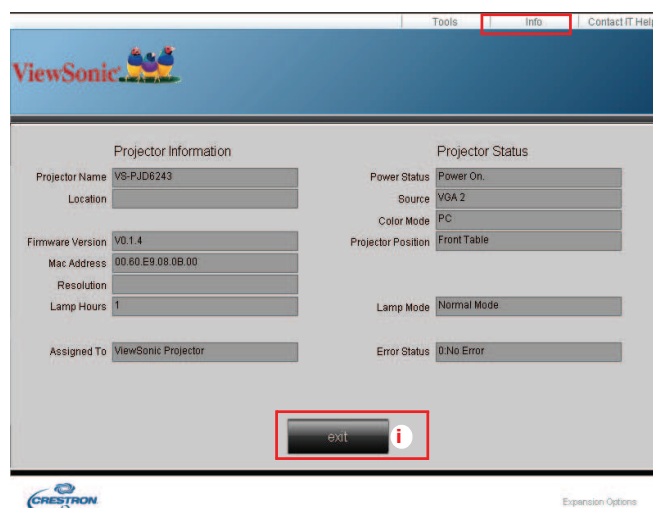 Tools Info Contact IT Help
ViewSonic
Projector Information Projector Status
Projector Name VS-PJD6243 Power Status Power On.
Location Source VGA 2
Color Mode PC
Firmware Version V0.1.4 Projector Position Front Table
Mac Address 00.60.E9.08.0B.00
Resolution
Lamp Hours 1 Lamp Mode Normal Mode
Assigned To ViewSonic Projector Error Status 0:No Error
exit i
CRESTRON Expansion Options